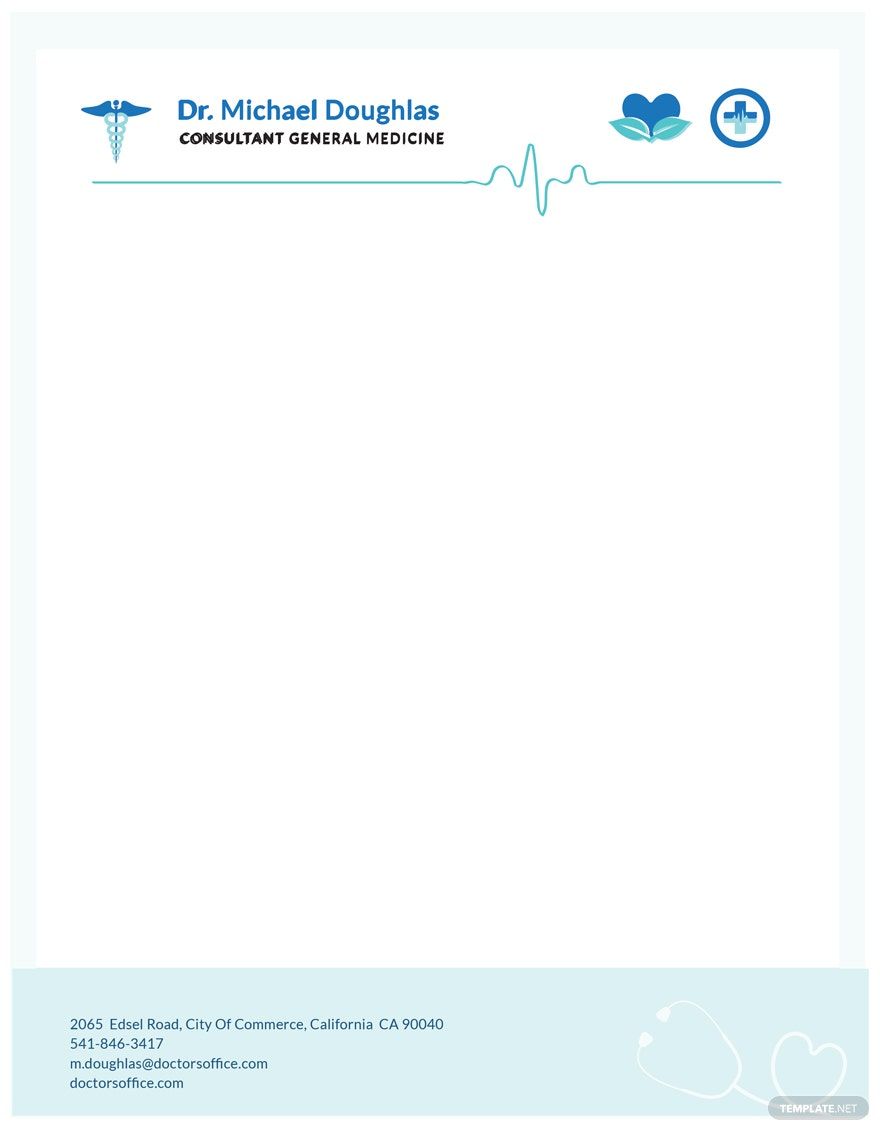 Dr. Michael Doughlas
CONSULTANT GENERAL MEDICINE
2065 Edsel Road, City Of Commerce, California CA 90040
541-846-3417
m.doughlas@doctorsoffice.com
doctorsoffice.com
TEMPLATE.NET